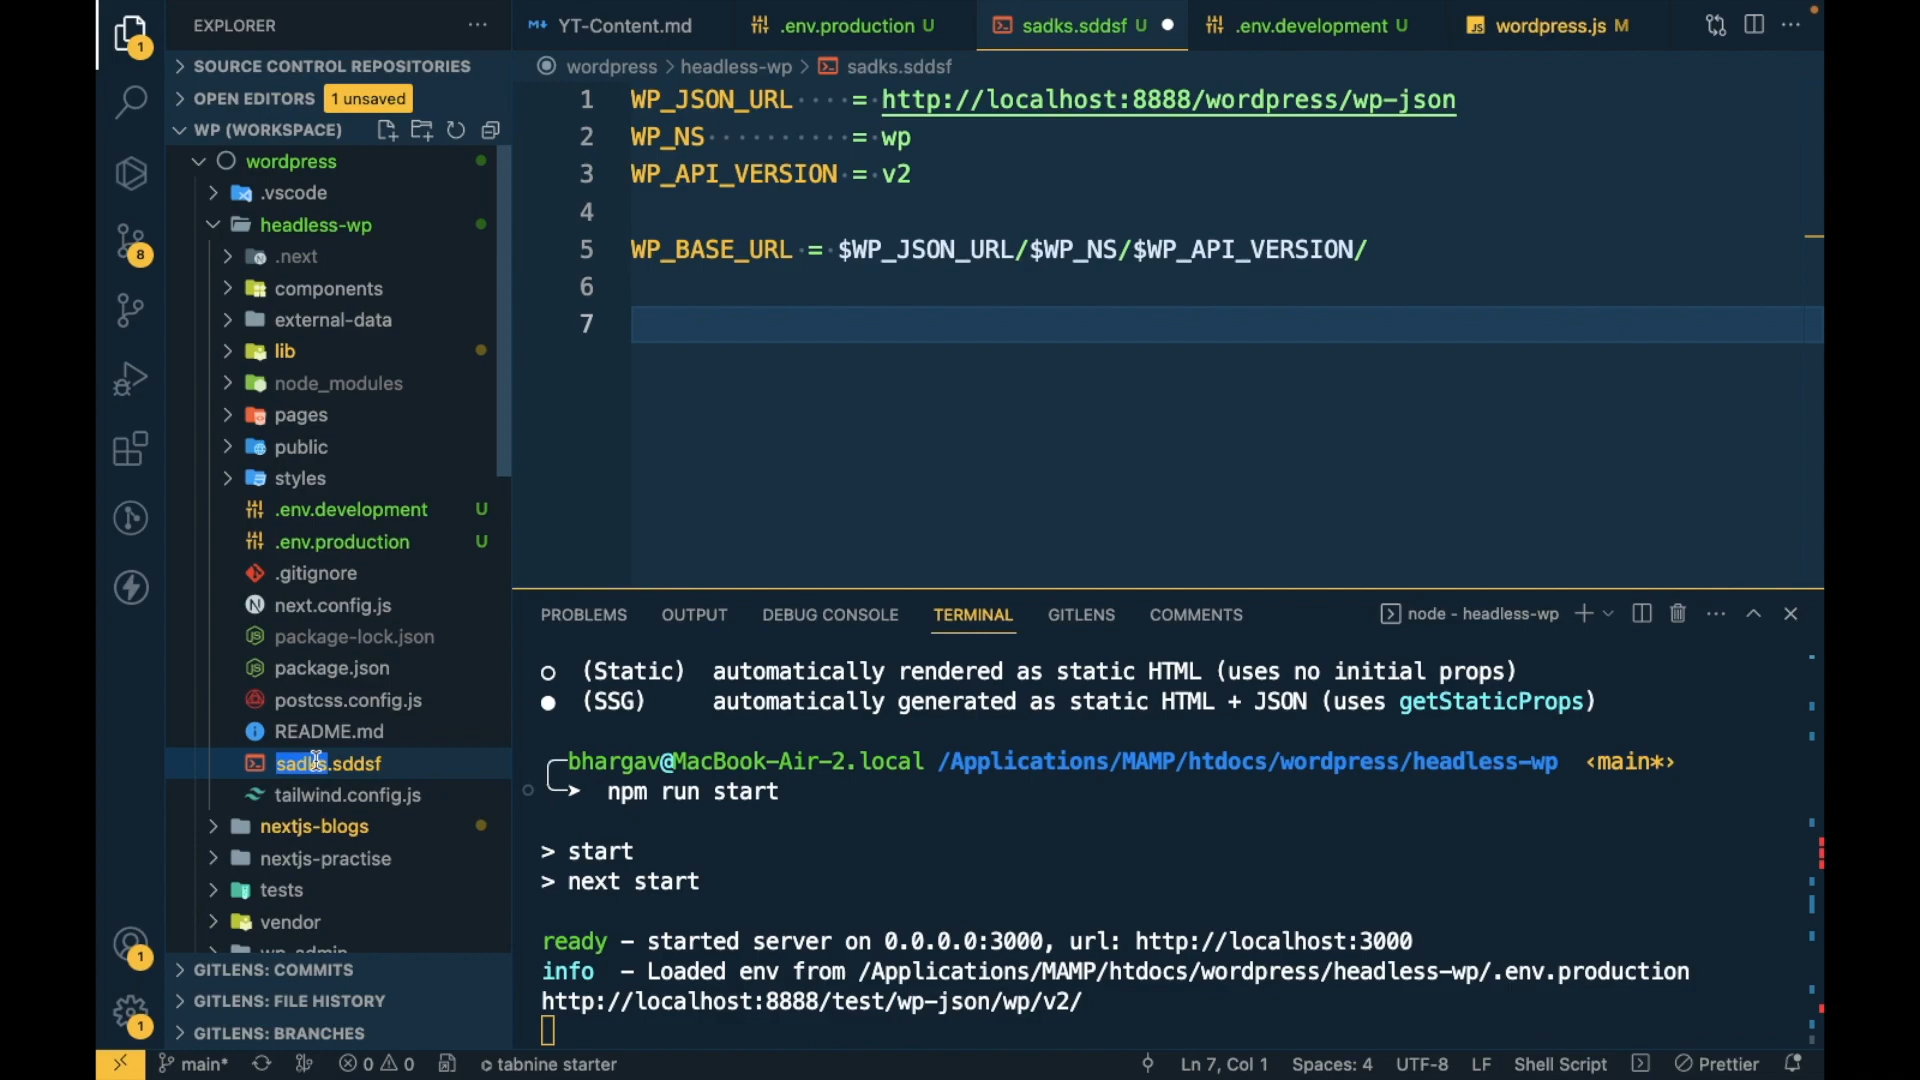 EXPLORER
YT-Content.md
.env.production U
sadks.sddsf U
.env.development U
wordpress.js M
1
SOURCE CONTROL REPOSITORIES
OPEN EDITORS 1 unsaved
WP (WORKSPACE)
wordpress > headless-wp > sadks.sddsf
wordpress
.vscode
headless-wp
.next
components
external-data
lib
node_modules
pages
public
styles
.env.development U
.env.production U
.gitignore
next.config.js
package-lock.json
package.json
postcss.config.js
README.md
sadks.sddsf
tailwind.config.js
nextjs-blogs
nextjs-practise
tests
vendor
wp-admin
GITLENS: COMMITS
GITLENS: FILE HISTORY
GITLENS: BRANCHES
8
1
1
1 WP_JSON_URL ···· = http://localhost:8888/wordpress/wp-json
2 WP_NS·········· = wp
3 WP_API_VERSION = v2
4
5 WP_BASE_URL = $WP_JSON_URL/$WP_NS/$WP_API_VERSION/
6
7
PROBLEMS OUTPUT DEBUG CONSOLE TERMINAL GITLENS COMMENTS
node - headless-wp
○ (Static) automatically rendered as static HTML (uses no initial props)
● (SSG) automatically generated as static HTML + JSON (uses getStaticProps)
bhargav@MacBook-Air-2.local /Applications/MAMP/htdocs/wordpress/headless-wp ‹main*›
npm run start
> start
> next start
ready - started server on 0.0.0.0:3000, url: http://localhost:3000
info - Loaded env from /Applications/MAMP/htdocs/wordpress/headless-wp/.env.production
http://localhost:8888/test/wp-json/wp/v2/
main* 0 0 tabnine starter
Ln 7, Col 1 Spaces: 4 UTF-8 LF Shell Script Prettier